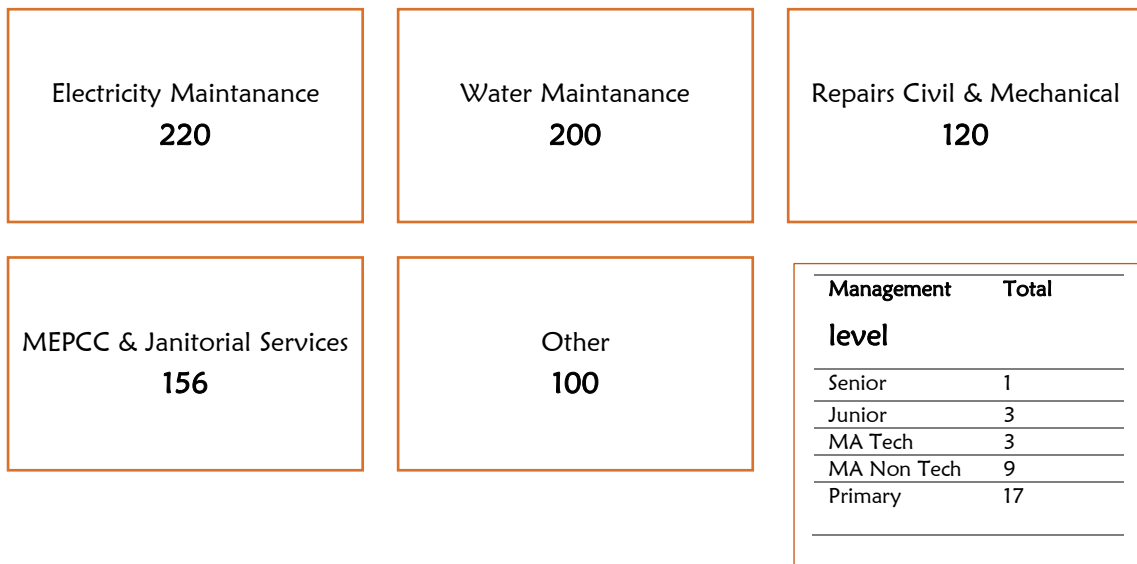 Electricity Maintanance
220
Water Maintanance
200
Repairs Civil & Mechanical
120
MEPCC & Janitorial Services
156
Other
100
Management Total
level
Senior 1
Junior 3
MA Tech 3
MA Non Tech 9
Primary 17